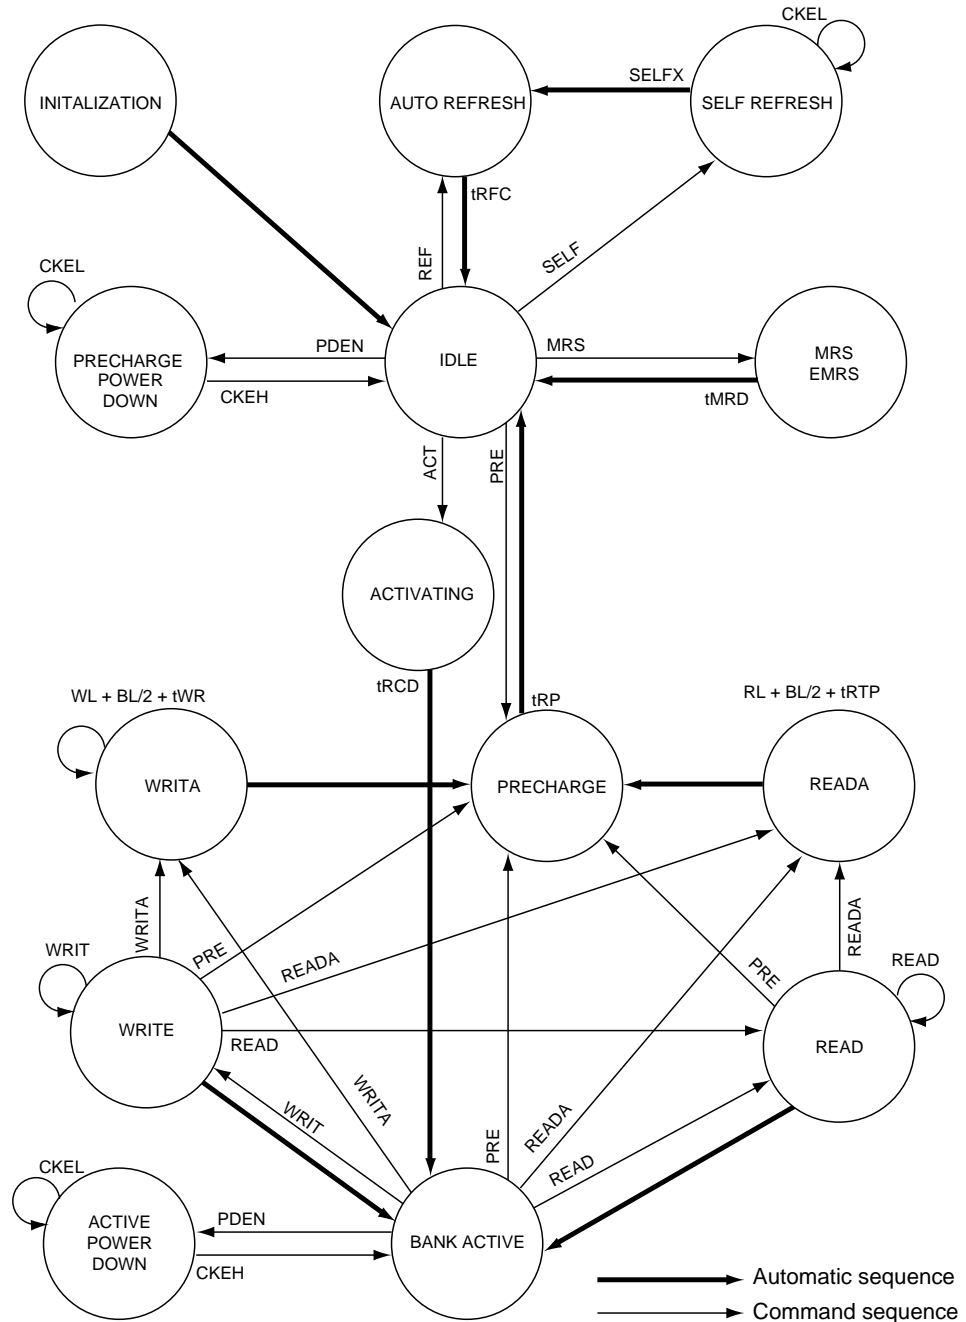 CKEL
SELFX
INITALIZATION
AUTO REFRESH
SELF REFRESH
tRFC
REF
SELF
CKEL
PDEN
IDLE
MRS
MRS
EMRS
PRECHARGE
POWER
DOWN
CKEH
tMRD
ACT
PRE
ACTIVATING
tRCD
tRP
WL + BL/2 + tWR
RL + BL/2 + tRTP
WRITA
PRECHARGE
READA
WRITA
PRE
READA
READA
WRIT
PRE
READ
WRITE
READ
READ
WRITA
WRIT
PRE
READA
READ
CKEL
PDEN
ACTIVE
POWER
DOWN
BANK ACTIVE
CKEH
Automatic sequence
Command sequence